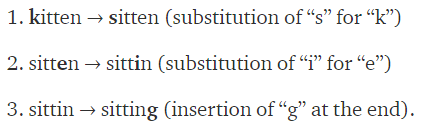 1. kitten → sitten (substitution of “s” for “k”)
2. sitten → sittin (substitution of “i” for “e”)
3. sittin → sitting (insertion of “g” at the end).